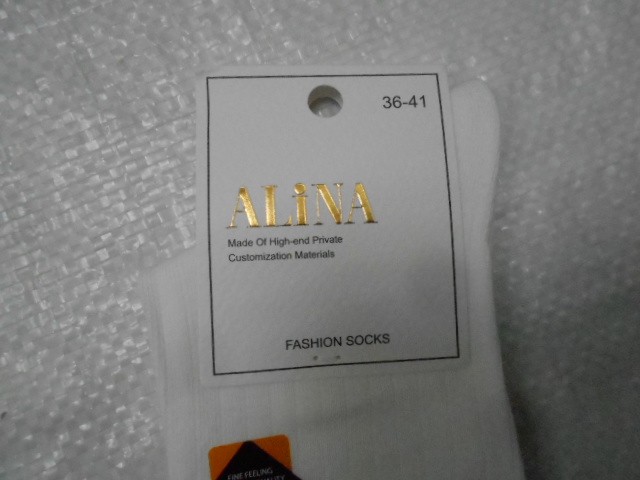 36-41
ALiNA
Made Of High-end Private
Customization Materials
FASHION SOCKS
FINE FEELING